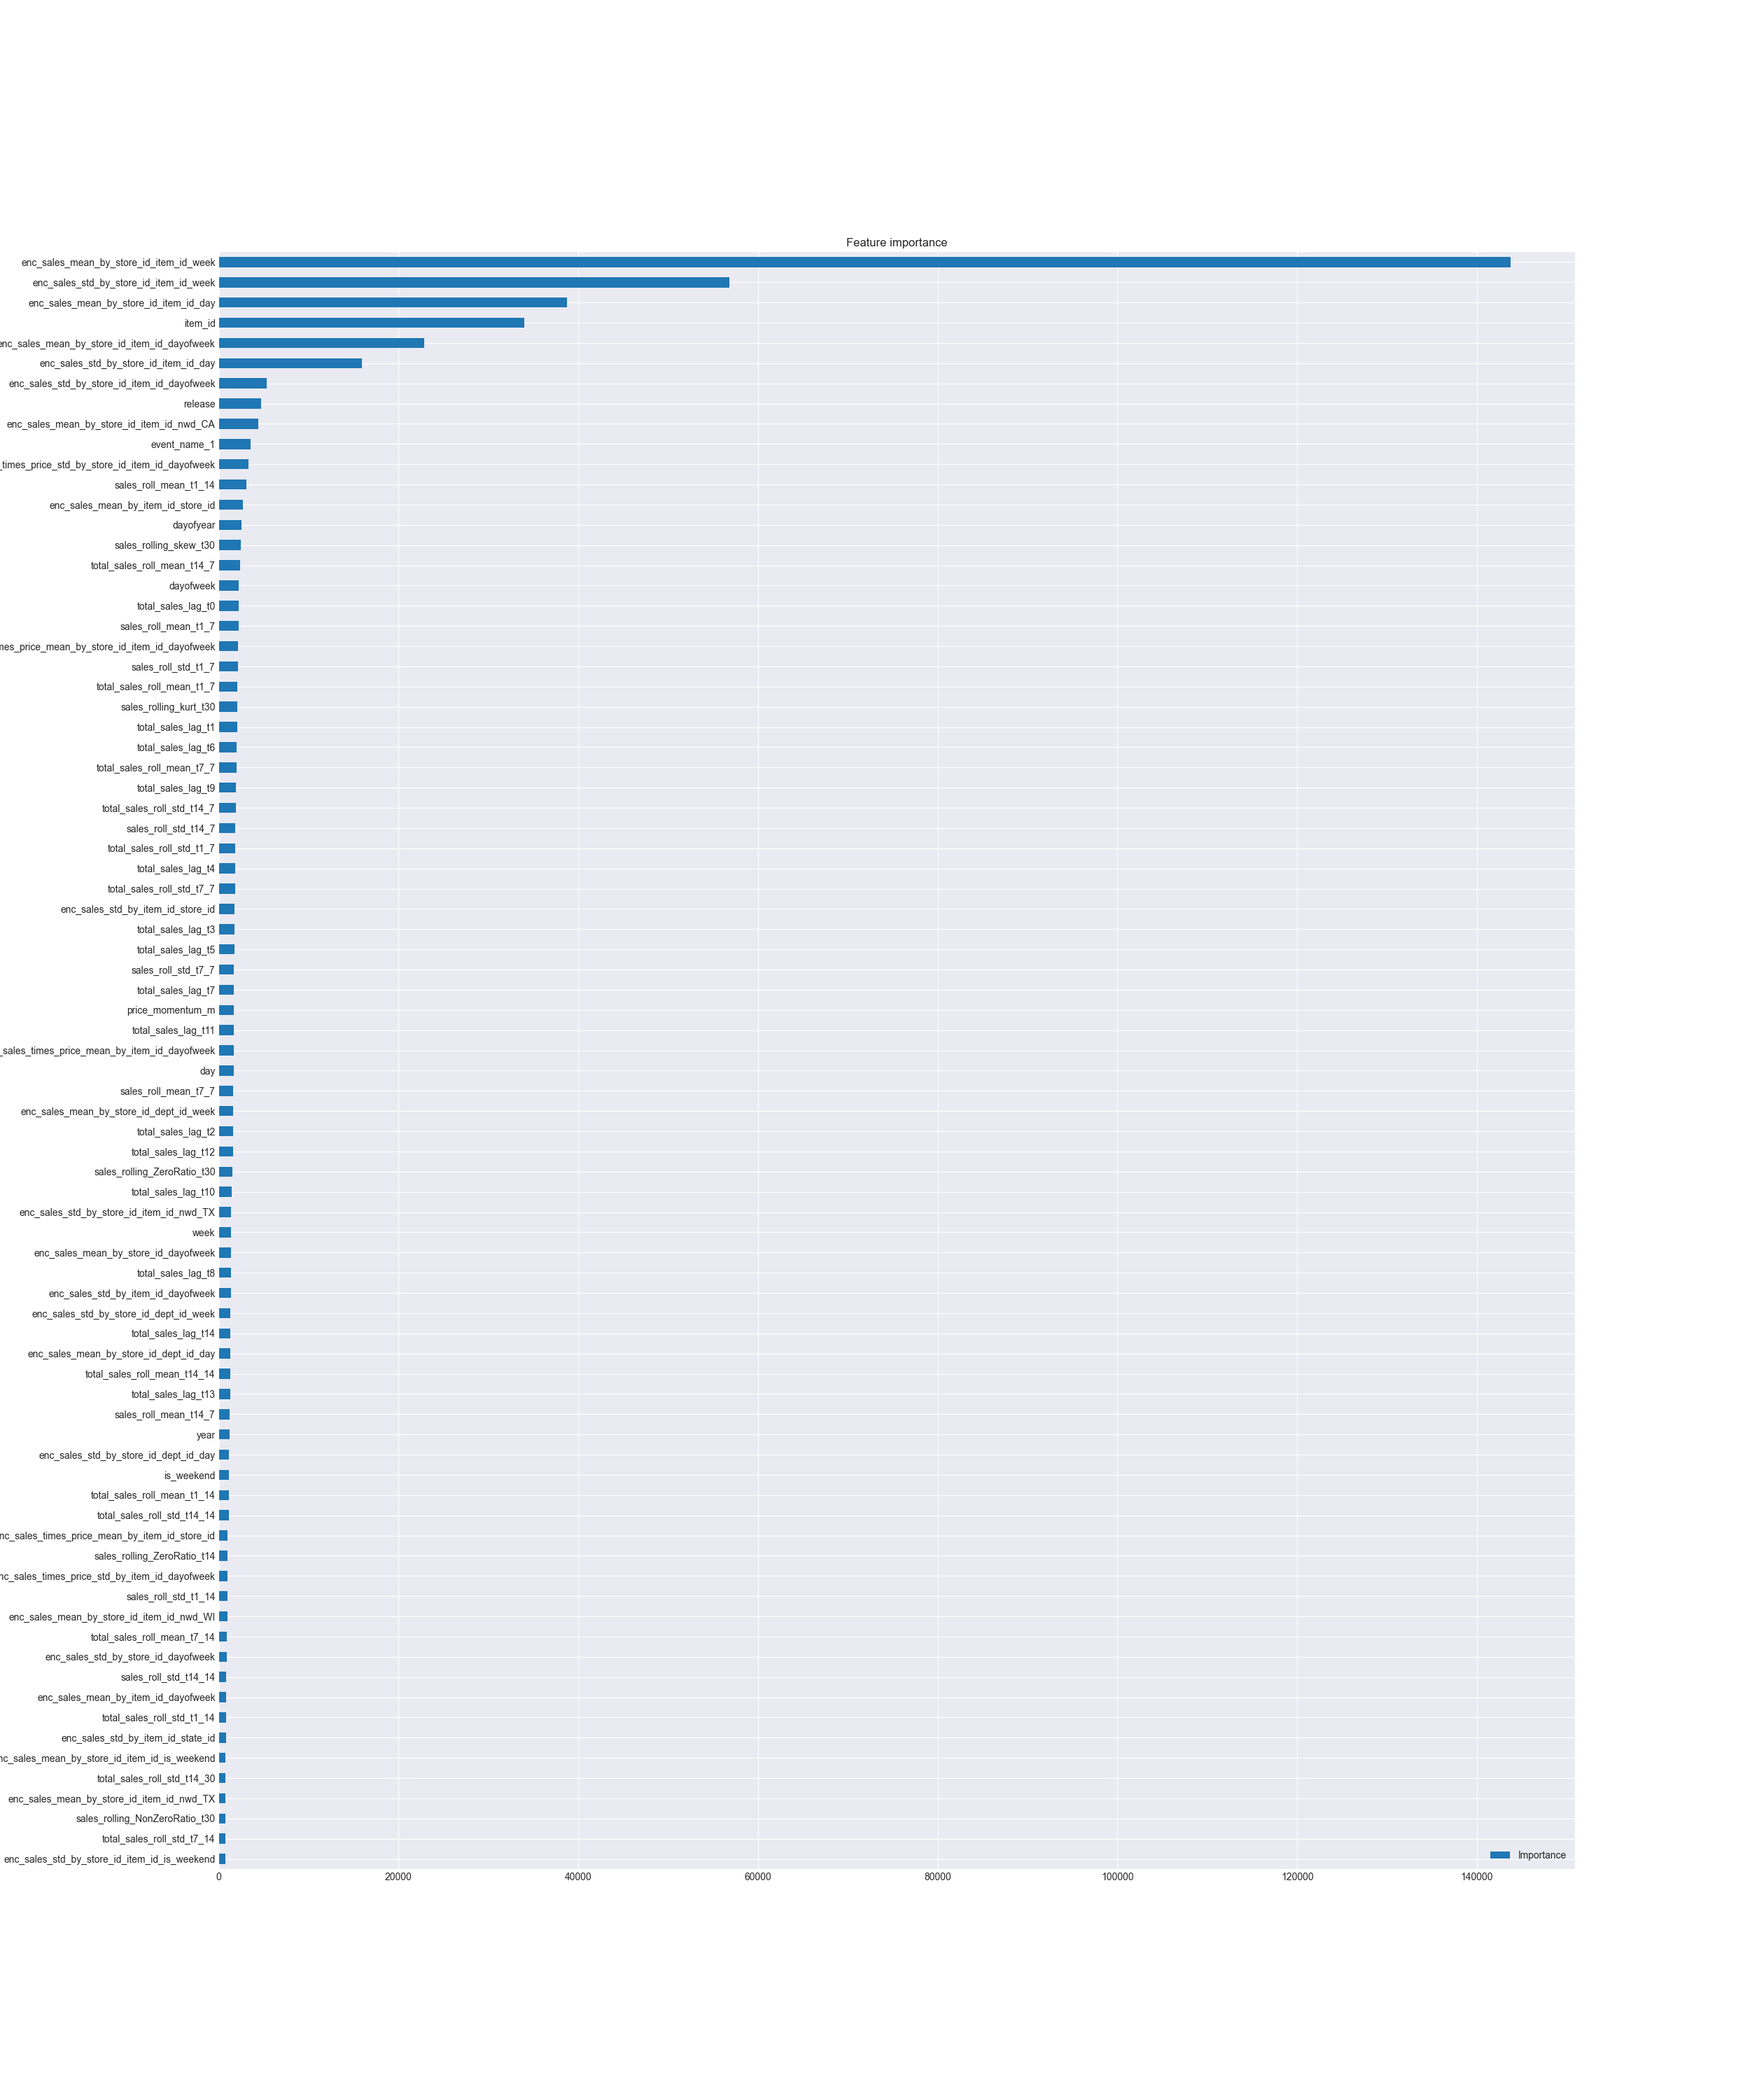 Feature importance
enc_sales_mean_by_store_id_item_id_week
enc_sales_std_by_store_id_item_id_week
enc_sales_mean_by_store_id_item_id_day
item_id
enc_sales_mean_by_store_id_item_id_dayofweek
enc_sales_std_by_store_id_item_id_day
enc_sales_std_by_store_id_item_id_dayofweek
release
enc_sales_mean_by_store_id_item_id_nwd_CA
event_name_1
_times_price_std_by_store_id_item_id_dayofweek
sales_roll_mean_t1_14
enc_sales_mean_by_item_id_store_id
dayofyear
sales_rolling_skew_t30
total_sales_roll_mean_t14_7
dayofweek
total_sales_lag_t0
sales_roll_mean_t1_7
mes_price_mean_by_store_id_item_id_dayofweek
sales_roll_std_t1_7
total_sales_roll_mean_t1_7
sales_rolling_kurt_t30
total_sales_lag_t1
total_sales_lag_t6
total_sales_roll_mean_t7_7
total_sales_lag_t9
total_sales_roll_std_t14_7
sales_roll_std_t14_7
total_sales_roll_std_t1_7
total_sales_lag_t4
total_sales_roll_std_t7_7
enc_sales_std_by_item_id_store_id
total_sales_lag_t3
total_sales_lag_t5
sales_roll_std_t7_7
total_sales_lag_t7
price_momentum_m
total_sales_lag_t11
_sales_times_price_mean_by_item_id_dayofweek
day
sales_roll_mean_t7_7
enc_sales_mean_by_store_id_dept_id_week
total_sales_lag_t2
total_sales_lag_t12
sales_rolling_ZeroRatio_t30
total_sales_lag_t10
enc_sales_std_by_store_id_item_id_nwd_TX
week
enc_sales_mean_by_store_id_dayofweek
total_sales_lag_t8
enc_sales_std_by_item_id_dayofweek
enc_sales_std_by_store_id_dept_id_week
total_sales_lag_t14
enc_sales_mean_by_store_id_dept_id_day
total_sales_roll_mean_t14_14
total_sales_lag_t13
sales_roll_mean_t14_7
year
enc_sales_std_by_store_id_dept_id_day
is_weekend
total_sales_roll_mean_t1_14
total_sales_roll_std_t14_14
nc_sales_times_price_mean_by_item_id_store_id
sales_rolling_ZeroRatio_t14
nc_sales_times_price_std_by_item_id_dayofweek
sales_roll_std_t1_14
enc_sales_mean_by_store_id_item_id_nwd_WI
total_sales_roll_mean_t7_14
enc_sales_std_by_store_id_dayofweek
sales_roll_std_t14_14
enc_sales_mean_by_item_id_dayofweek
total_sales_roll_std_t1_14
enc_sales_std_by_item_id_state_id
nc_sales_mean_by_store_id_item_id_is_weekend
total_sales_roll_std_t14_30
enc_sales_mean_by_store_id_item_id_nwd_TX
sales_rolling_NonZeroRatio_t30
total_sales_roll_std_t7_14
enc_sales_std_by_store_id_item_id_is_weekend
Importance
0 20000 40000 60000 80000 100000 120000 140000